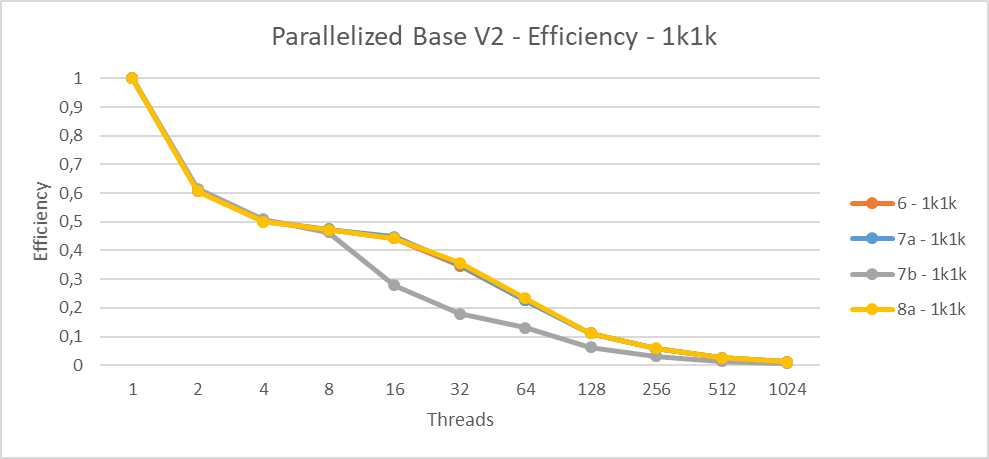 Parallelized Base V2 - Efficiency - 1k1k
1
0,9
0,8
0,7
0,6
0,5
0,4
0,3
0,2
0,1
0
Efficiency
1 2 4 8 16 32 64 128 256 512 1024
Threads
6 - 1k1k
7a - 1k1k
7b - 1k1k
8a - 1k1k